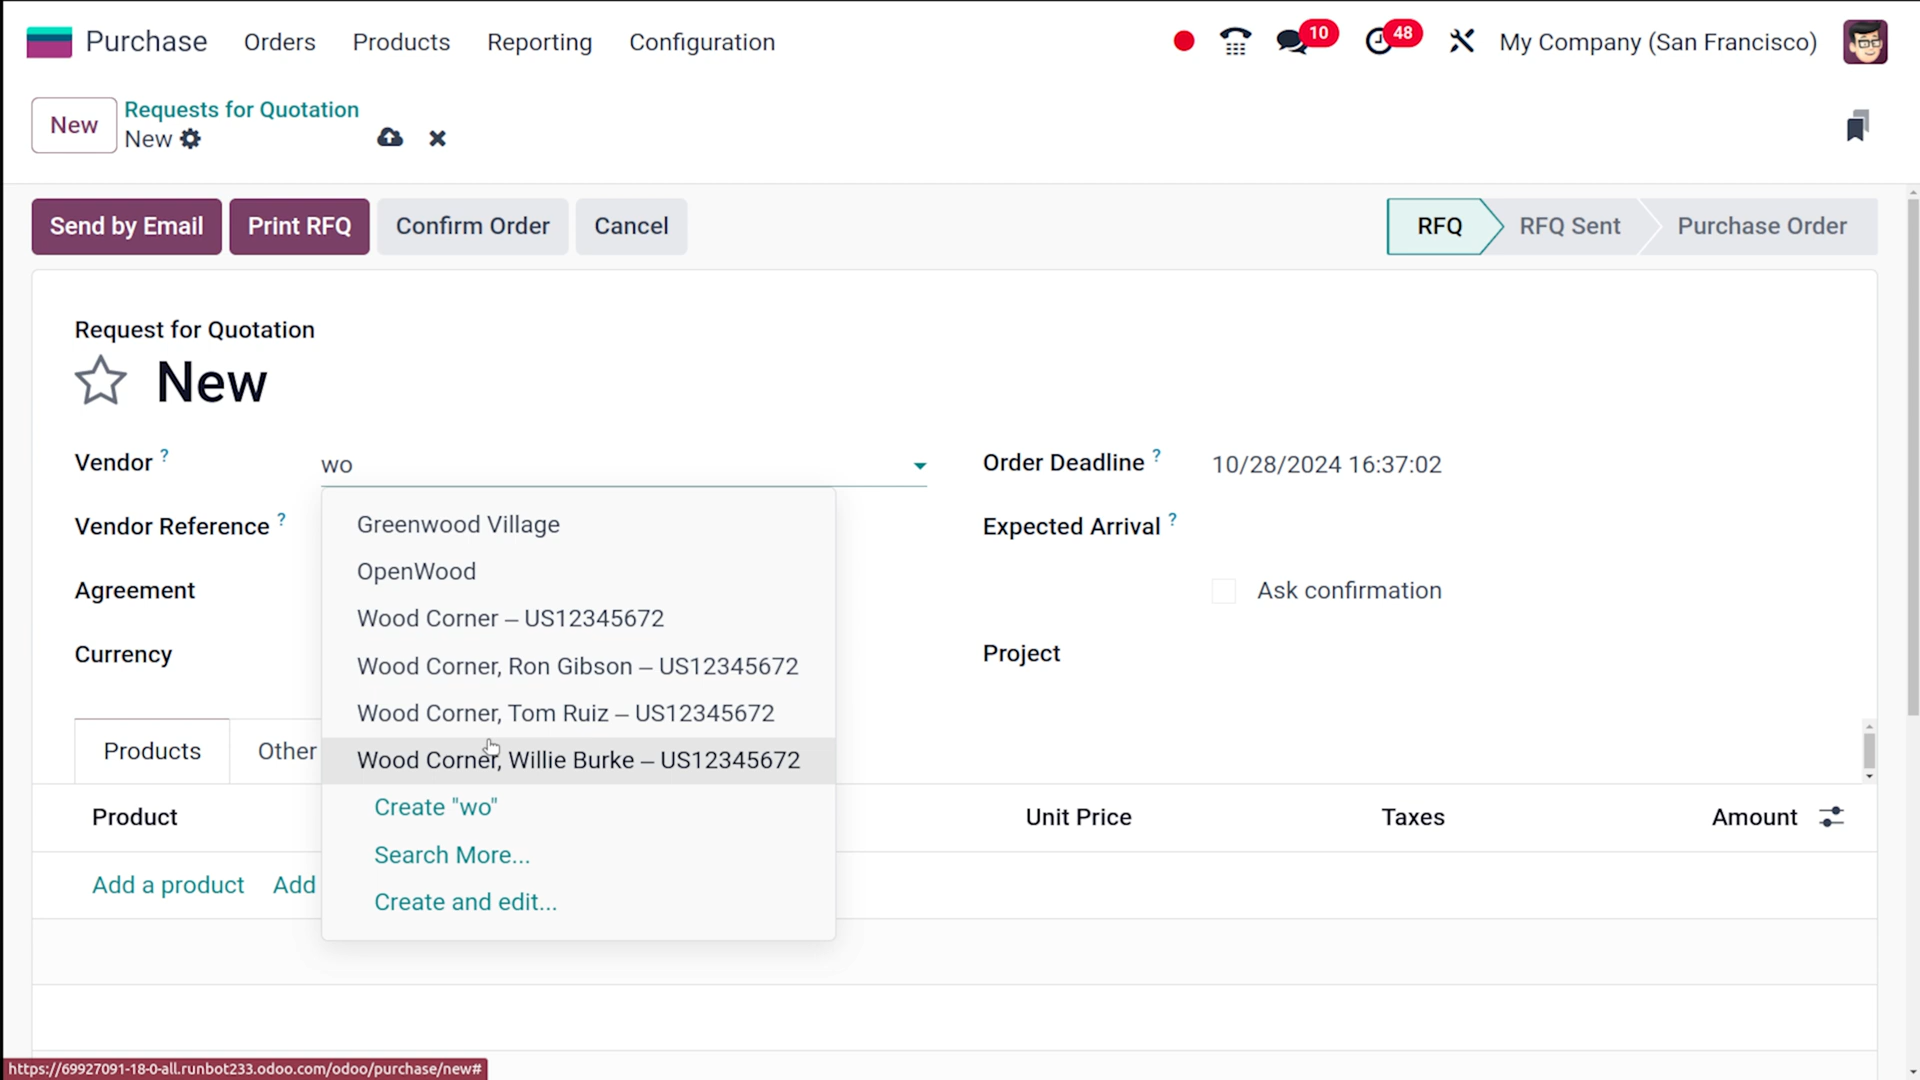 Purchase Orders Products Reporting Configuration 10 48 My Company (San Francisco)
New Requests for Quotation
New
Send by Email Print RFQ Confirm Order Cancel RFQ RFQ Sent Purchase Order
Request for Quotation
New
Vendor ? wo Order Deadline ? 10/28/2024 16:37:02
Greenwood Village
Vendor Reference ? Expected Arrival ?
OpenWood
Agreement Ask confirmation
Wood Corner – US12345672
Currency Project
Wood Corner, Ron Gibson – US12345672
Wood Corner, Tom Ruiz – US12345672
Products Other Wood Corner, Willie Burke – US12345672
Create "wo"
Product Unit Price Taxes Amount
Search More...
Add a product Add
Create and edit...
https://69927091-18-0-all.runbot233.odoo.com/odoo/purchase/new#